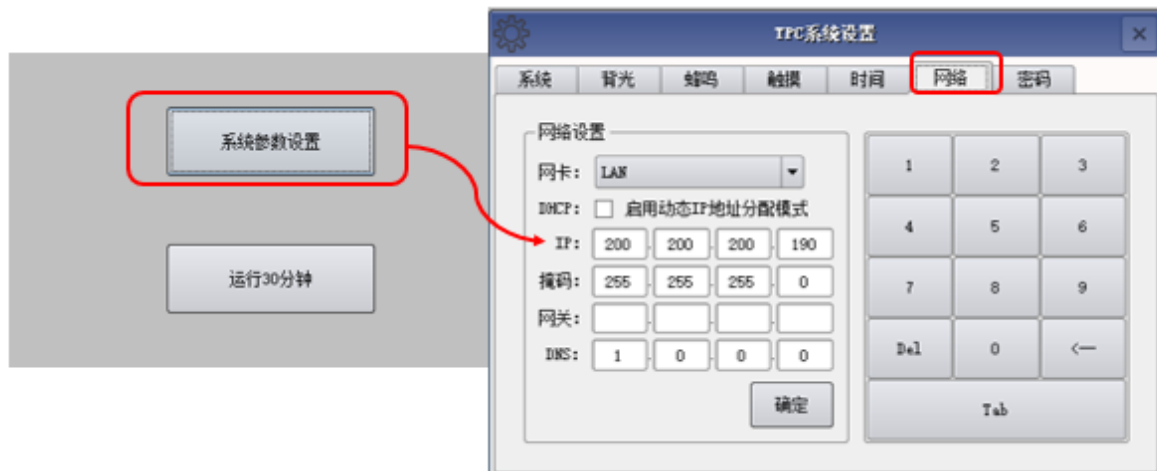 系统参数设置
运行30分钟
TPC系统设置
系统 背光 蜂鸣 触摸 时间 网络 密码
网络设置
网卡: LAN
DHCP: 启用动态IP地址分配模式
IP: 200 . 200 . 200 . 190
掩码: 255 . 255 . 255 . 0
网关: . . .
DNS: 1 . 0 . 0 . 0
确定
1 2 3
4 5 6
7 8 9
Del 0 <—
Tab